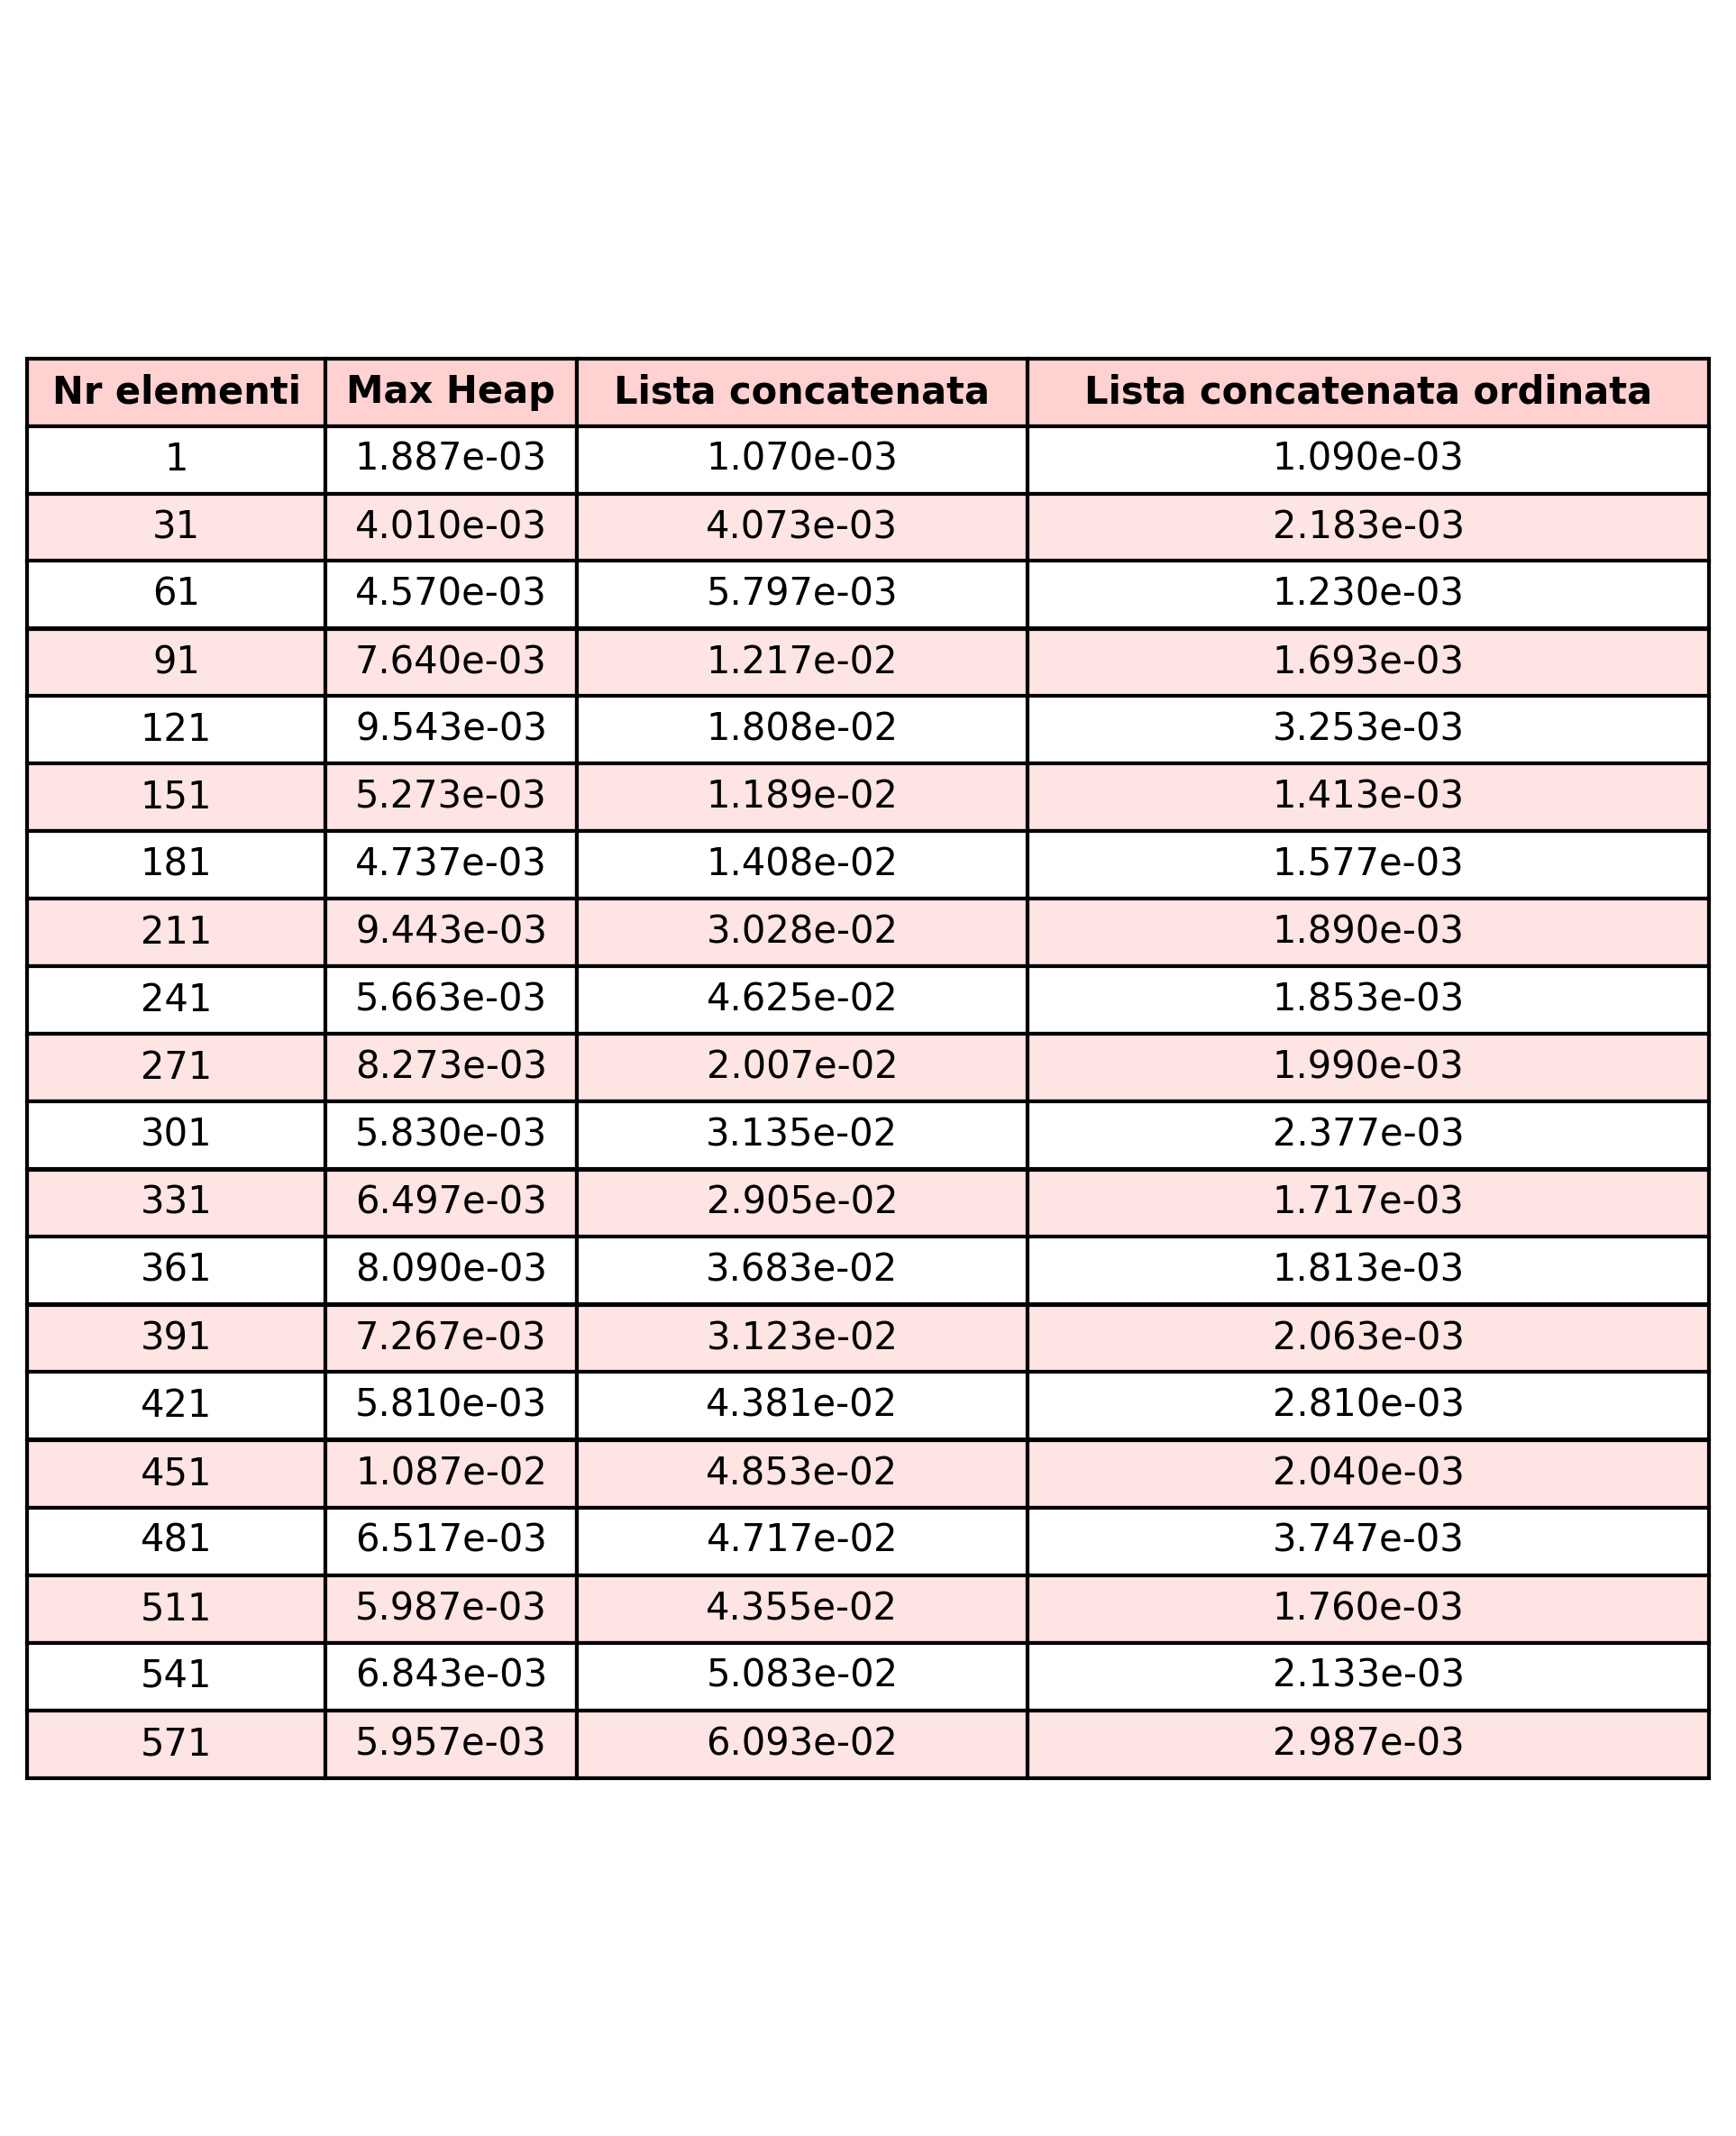 Nr elementi Max Heap Lista concatenata Lista concatenata ordinata
1 1.887e-03 1.070e-03 1.090e-03
31 4.010e-03 4.073e-03 2.183e-03
61 4.570e-03 5.797e-03 1.230e-03
91 7.640e-03 1.217e-02 1.693e-03
121 9.543e-03 1.808e-02 3.253e-03
151 5.273e-03 1.189e-02 1.413e-03
181 4.737e-03 1.408e-02 1.577e-03
211 9.443e-03 3.028e-02 1.890e-03
241 5.663e-03 4.625e-02 1.853e-03
271 8.273e-03 2.007e-02 1.990e-03
301 5.830e-03 3.135e-02 2.377e-03
331 6.497e-03 2.905e-02 1.717e-03
361 8.090e-03 3.683e-02 1.813e-03
391 7.267e-03 3.123e-02 2.063e-03
421 5.810e-03 4.381e-02 2.810e-03
451 1.087e-02 4.853e-02 2.040e-03
481 6.517e-03 4.717e-02 3.747e-03
511 5.987e-03 4.355e-02 1.760e-03
541 6.843e-03 5.083e-02 2.133e-03
571 5.957e-03 6.093e-02 2.987e-03